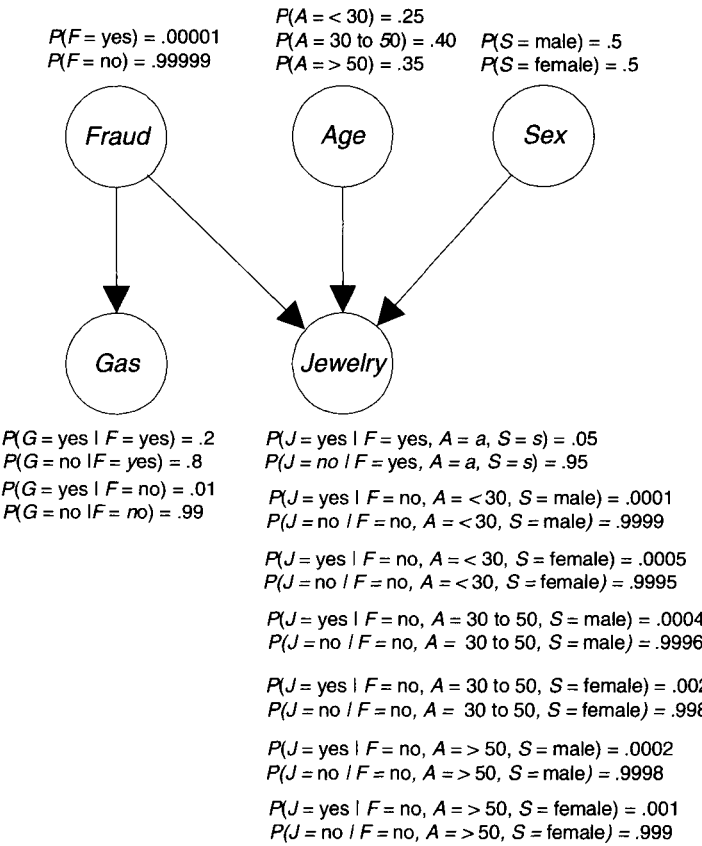 P(F = yes) = .00001
P(F = no) = .99999
P(A = < 30) = .25
P(A = 30 to 50) = .40
P(A = > 50) = .35
P(S = male) = .5
P(S = female) = .5
Fraud
Age
Sex
Gas
Jewelry
P(G = yes | F = yes) = .2
P(G = no | F = yes) = .8
P(G = yes | F = no) = .01
P(G = no | F = no) = .99
P(J = yes | F = yes, A = a, S = s) = .05
P(J = no / F = yes, A = a, S = s) = .95
P(J = yes | F = no, A = < 30, S = male) = .0001
P(J = no / F = no, A = < 30, S = male) = .9999
P(J = yes | F = no, A = < 30, S = female) = .0005
P(J = no / F = no, A = < 30, S = female) = .9995
P(J = yes | F = no, A = 30 to 50, S = male) = .0004
P(J = no / F = no, A = 30 to 50, S = male) = .9996
P(J = yes | F = no, A = 30 to 50, S = female) = .002
P(J = no / F = no, A = 30 to 50, S = female) = .998
P(J = yes | F = no, A = > 50, S = male) = .0002
P(J = no / F = no, A = > 50, S = male) = .9998
P(J = yes | F = no, A = > 50, S = female) = .001
P(J = no / F = no, A = > 50, S = female) = .999